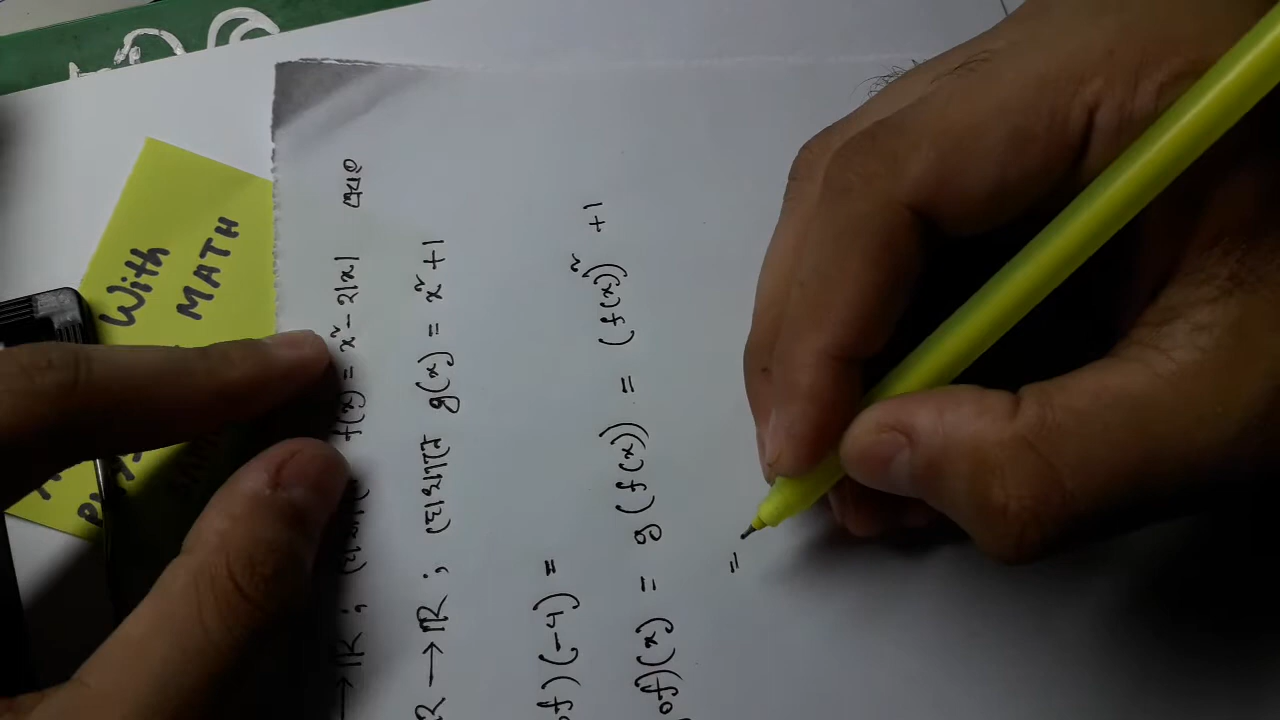 With
MATH
→ℝ ; f(x) = x² - 2|x| এবং
ℝ → ℝ ; যেখানে g(x) = x² + 1
of)(-4) =
of)(x) = g(f(x)) = (f(x))² + 1
=